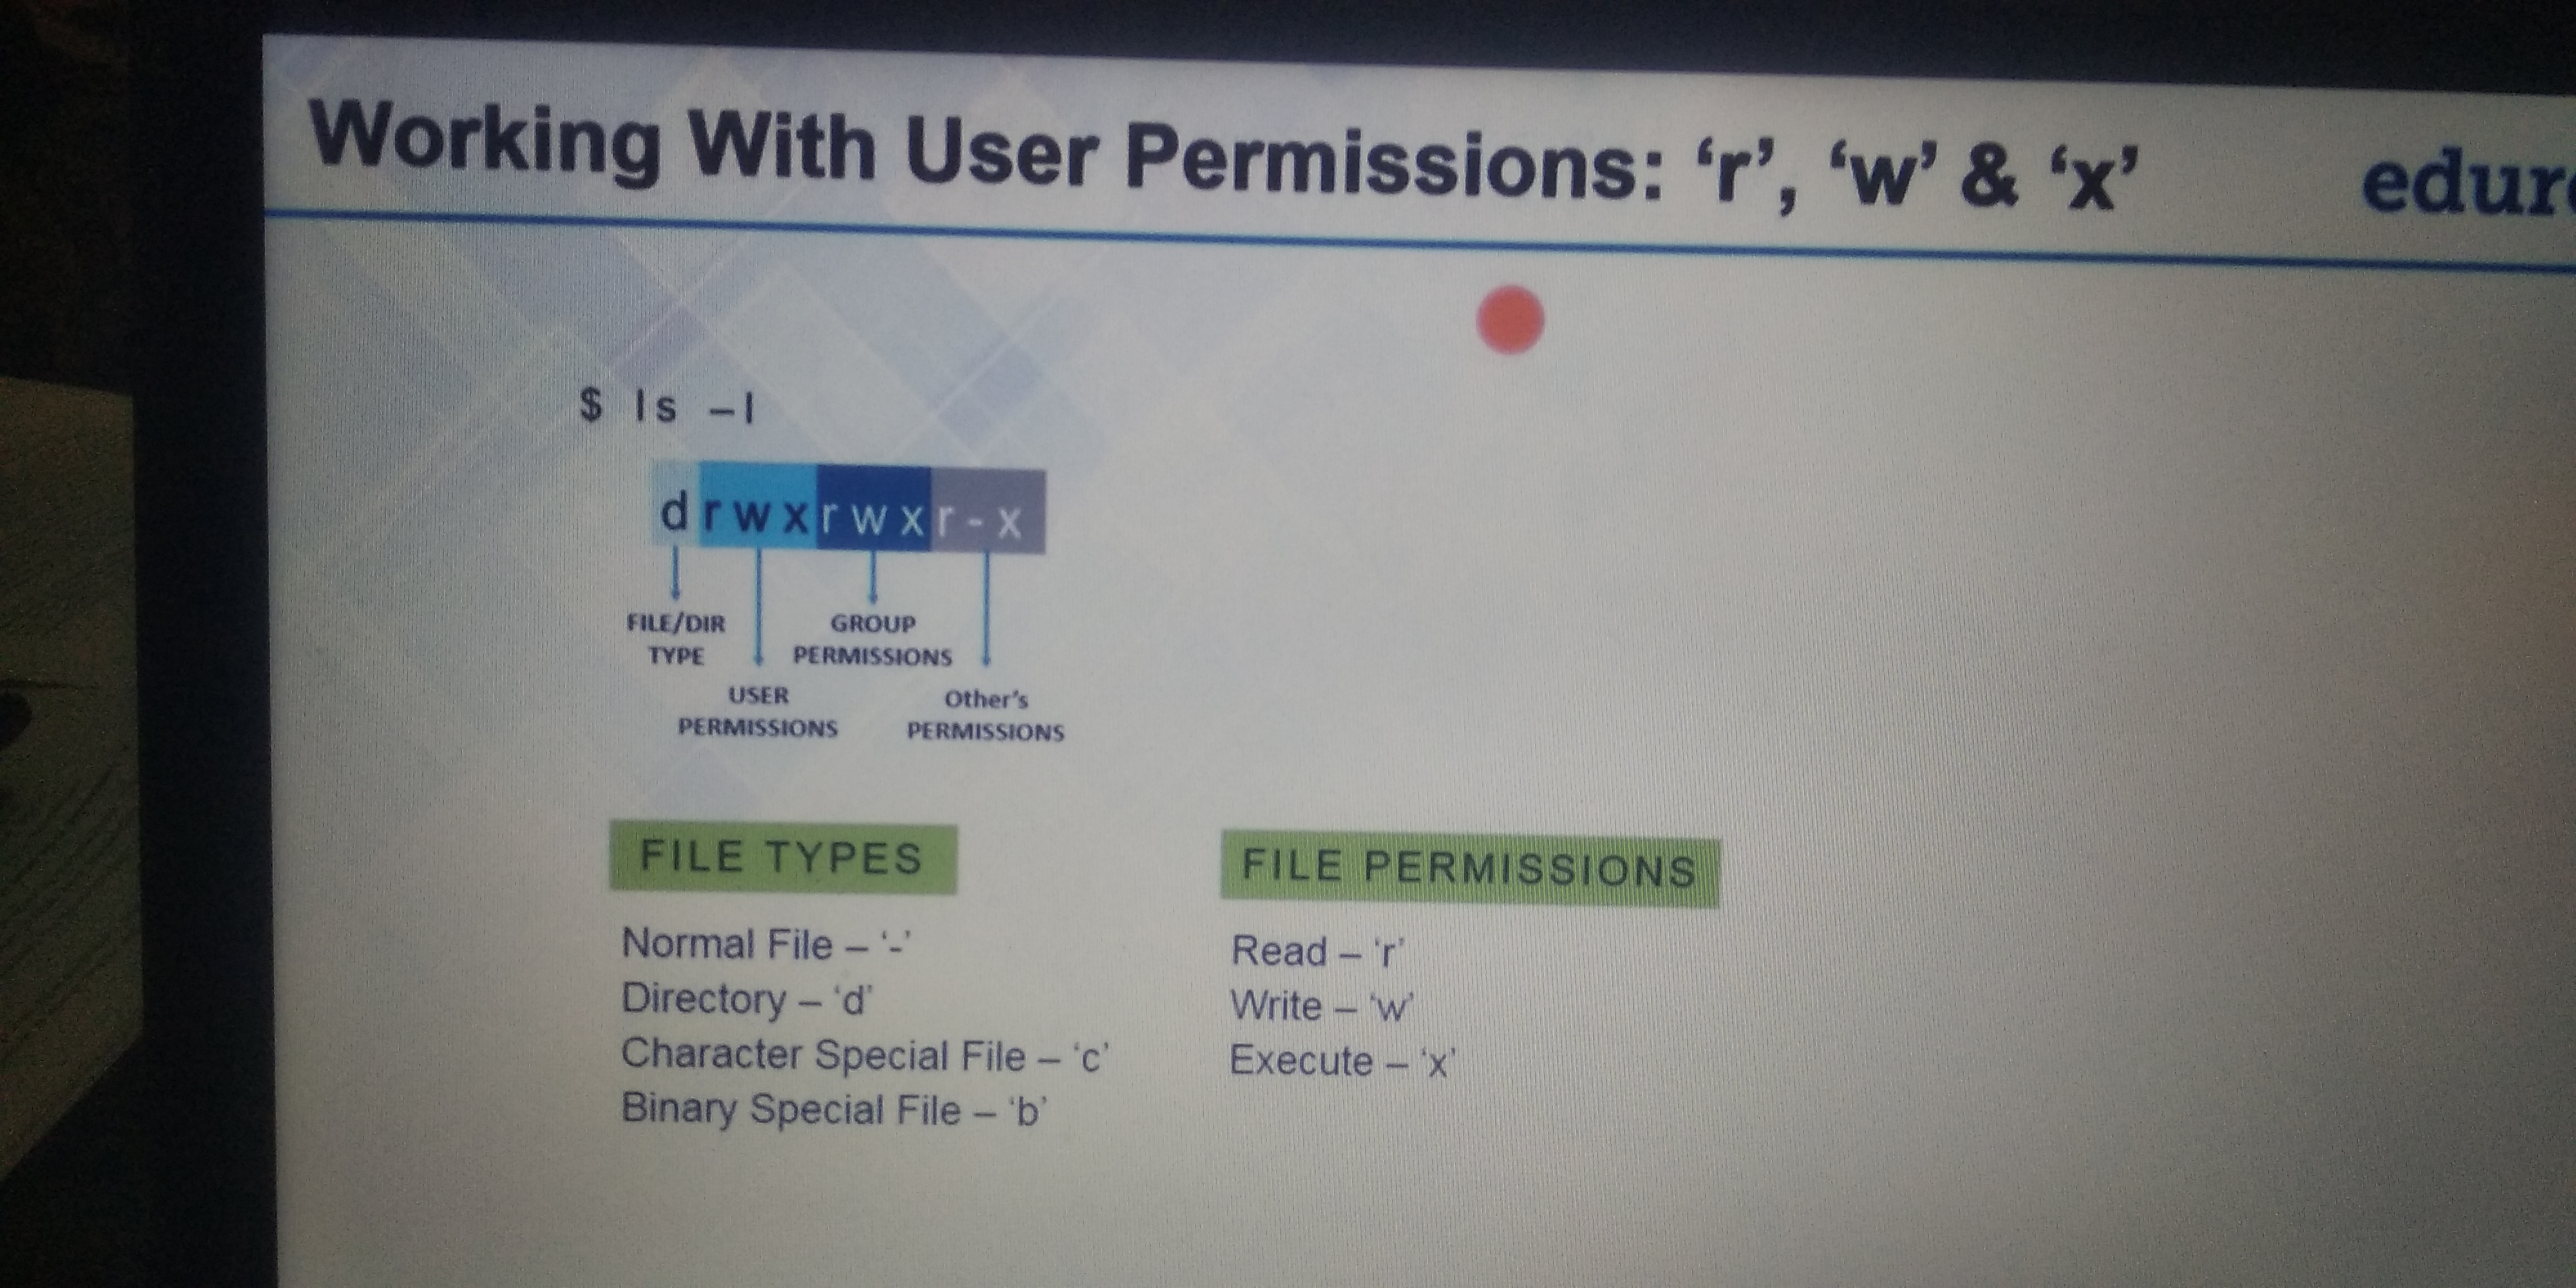 Working With User Permissions: ‘r’, ‘w’ & ‘x’
$ ls –l
drwxrwxr-x
FILE/DIR
TYPE
USER
PERMISSIONS
GROUP
PERMISSIONS
Other's
PERMISSIONS
FILE TYPES
Normal File – ‘-’
Directory – ‘d’
Character Special File – ‘c’
Binary Special File – ‘b’
FILE PERMISSIONS
Read – ‘r’
Write – ‘w’
Execute – ‘x’